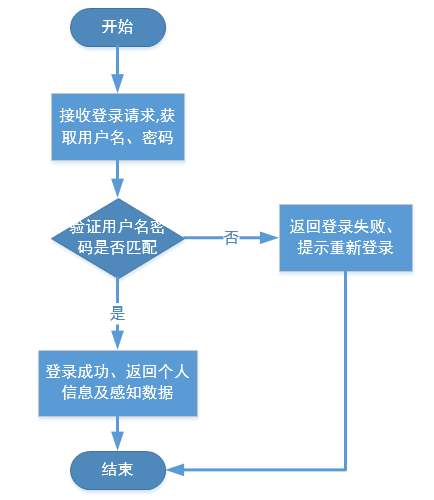 开始
接收登录请求,获
取用户名、密码
验证用户名密
码是否匹配
否
返回登录失败、
提示重新登录
是
登录成功、返回个人
信息及感知数据
结束